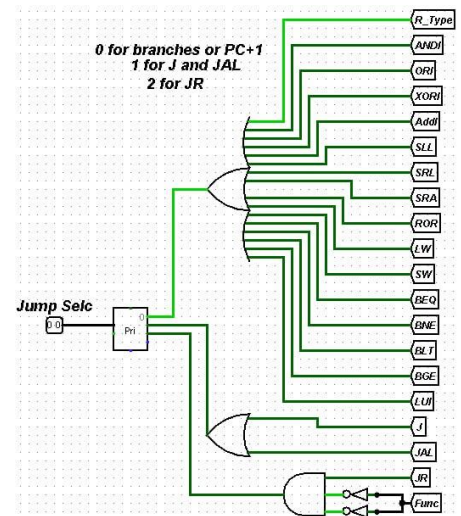 R_Type
0 for branches or PC+1
1 for J and JAL
2 for JR
ANDI
ORI
XORI
AddI
SLL
SRL
SRA
ROR
LW
SW
BEQ
BNE
BLT
BGE
LUI
Jump Selc
0 0
0
Pri
J
JAL
JR
Func